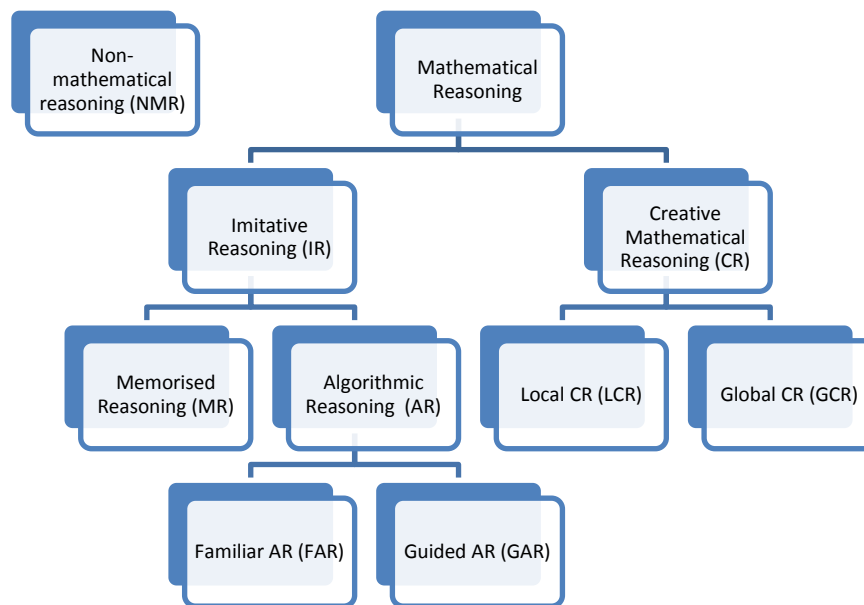 Non-
mathematical
reasoning (NMR)
Mathematical
Reasoning
Imitative
Reasoning (IR)
Creative
Mathematical
Reasoning (CR)
Memorised
Reasoning (MR)
Algorithmic
Reasoning (AR)
Local CR (LCR)
Global CR (GCR)
Familiar AR (FAR)
Guided AR (GAR)